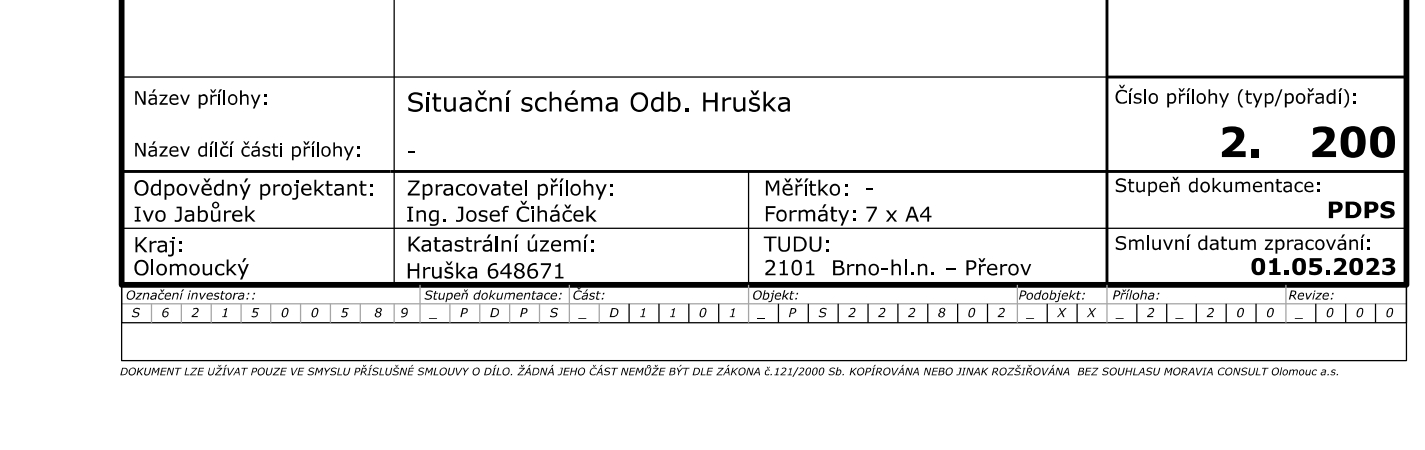 Název přílohy: Situační schéma Odb. Hruška Číslo přílohy (typ/pořadí):
Název dílčí části přílohy: - 2. 200
Odpovědný projektant: Zpracovatel přílohy: Měřítko: - Stupeň dokumentace:
Ivo Jabůrek Ing. Josef Čiháček Formáty: 7 x A4 PDPS
Kraj: Katastrální území: TUDU: Smluvní datum zpracování:
Olomoucký Hruška 648671 2101 Brno-hl.n. – Přerov 01.05.2023
Označení investora:: Stupeň dokumentace: Část: Objekt: Podobjekt: Příloha: Revize:
S 6 2 1 5 0 0 5 8 9 _ P D P S _ D 1 1 0 1 _ P S 2 2 2 8 0 2 _ X X _ 2 _ 2 0 0 _ 0 0 0
DOKUMENT LZE UŽÍVAT POUZE VE SMYSLU PŘÍSLUŠNÉ SMLOUVY O DÍLO. ŽÁDNÁ JEHO ČÁST NEMŮŽE BÝT DLE ZÁKONA č.121/2000 Sb. KOPÍROVÁNA NEBO JINAK ROZŠIŘOVÁNA BEZ SOUHLASU MORAVIA CONSULT Olomouc a.s.